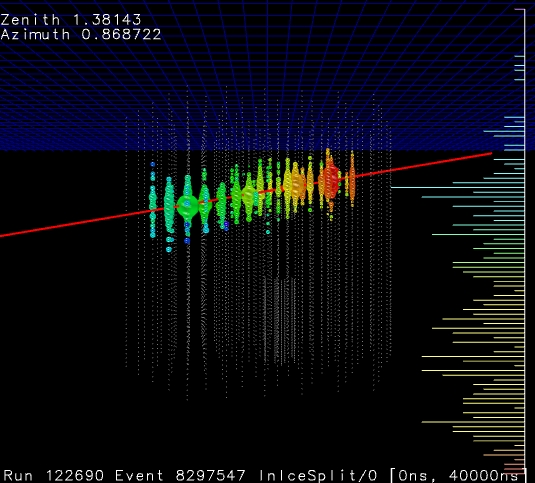 Zenith 1.38143
Azimuth 0.868722
Run 122690 Event 8297547 InIceSplit/0 [0ns, 40000ns]